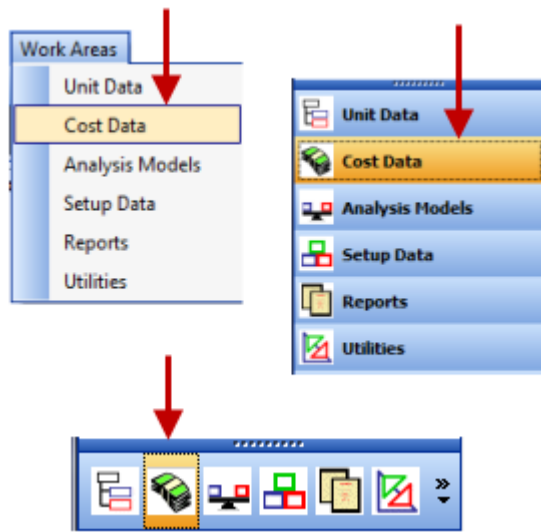 Work Areas
Unit Data
Cost Data
Analysis Models
Setup Data
Reports
Utilities
Unit Data
Cost Data
Analysis Models
Setup Data
Reports
Utilities